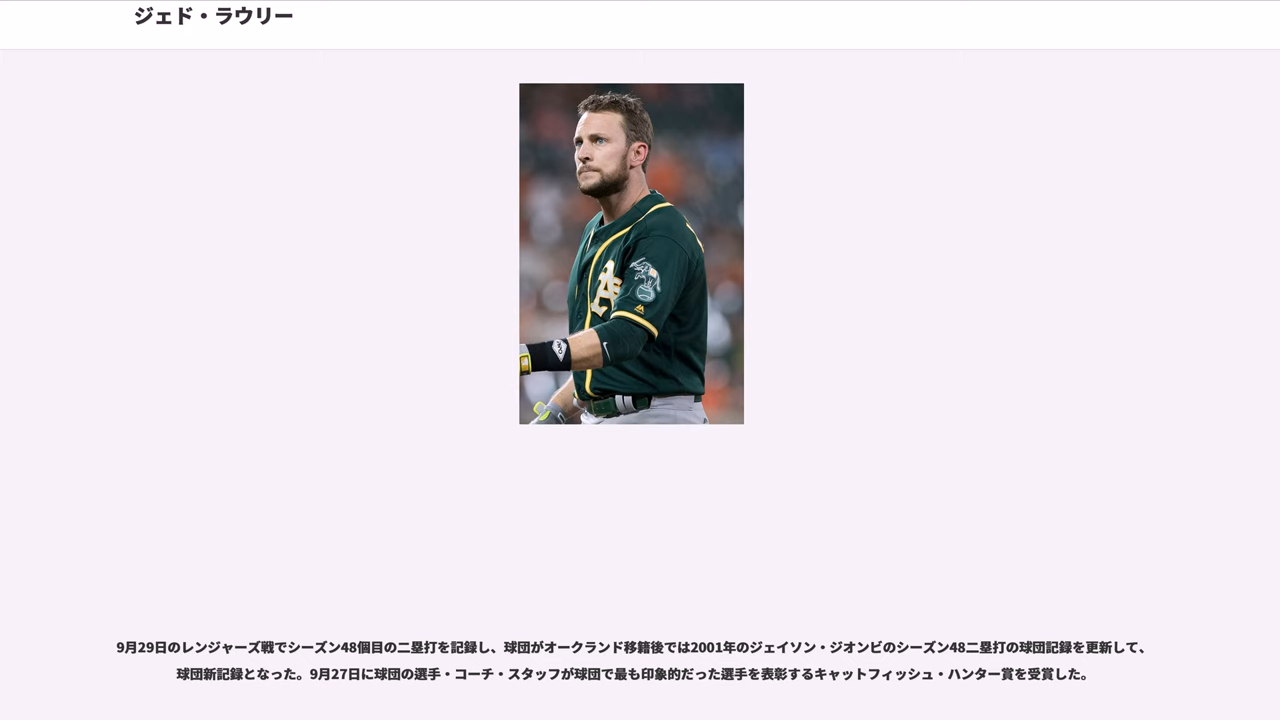 ジェド・ラウリー
9月29日のレンジャーズ戦でシーズン48個目の二塁打を記録し、球団がオークランド移籍後では2001年のジェイソン・ジオンビのシーズン48二塁打の球団記録を更新して、
球団新記録となった。9月27日に球団の選手・コーチ・スタッフが球団で最も印象的だった選手を表彰するキャットフィッシュ・ハンター賞を受賞した。